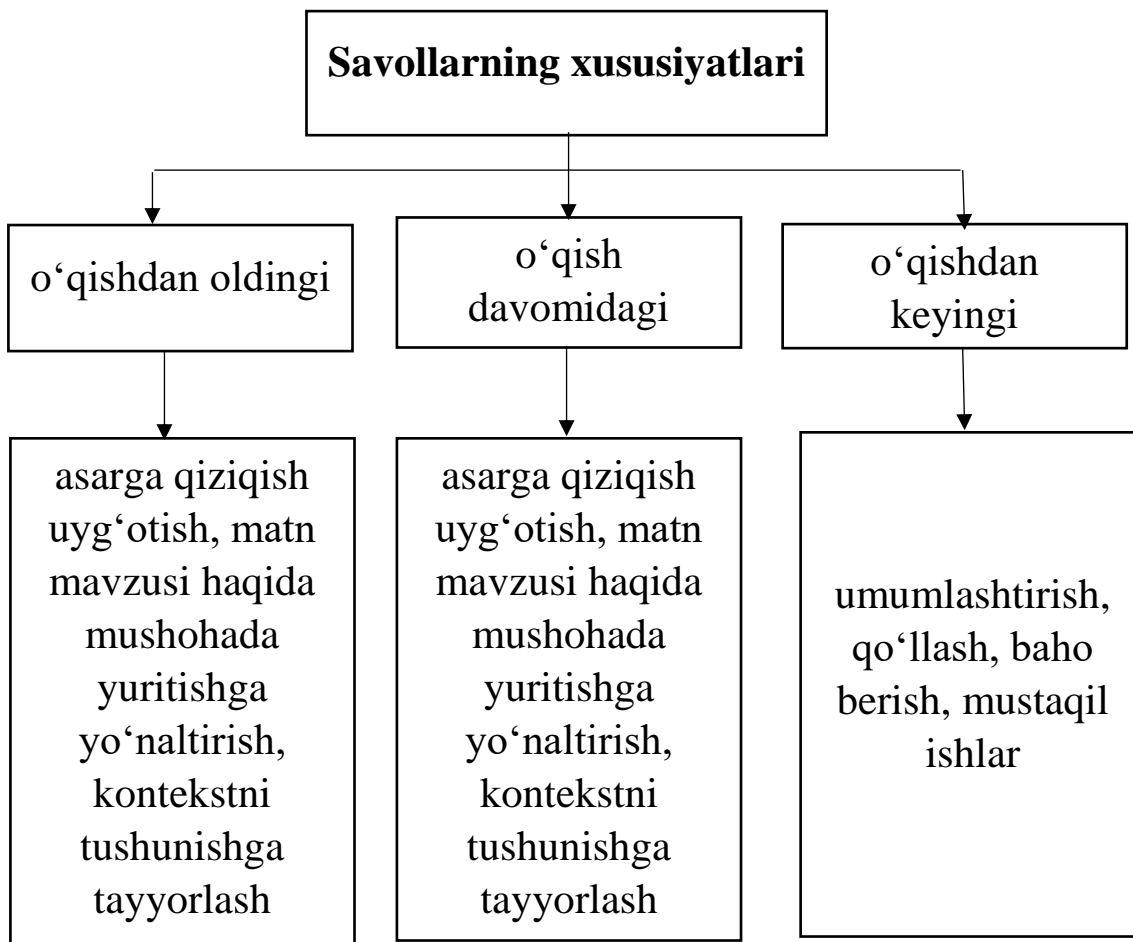 Savollarning xususiyatlari
o‘qishdan oldingi
o‘qish
davomidagi
o‘qishdan
keyingi
asarga qiziqish
uyg‘otish, matn
mavzusi haqida
mushohada
yuritishga
yo‘naltirish,
kontekstni
tushunishga
tayyorlash
asarga qiziqish
uyg‘otish, matn
mavzusi haqida
mushohada
yuritishga
yo‘naltirish,
kontekstni
tushunishga
tayyorlash
umumlashtirish,
qo‘llash, baho
berish, mustaqil
ishlar